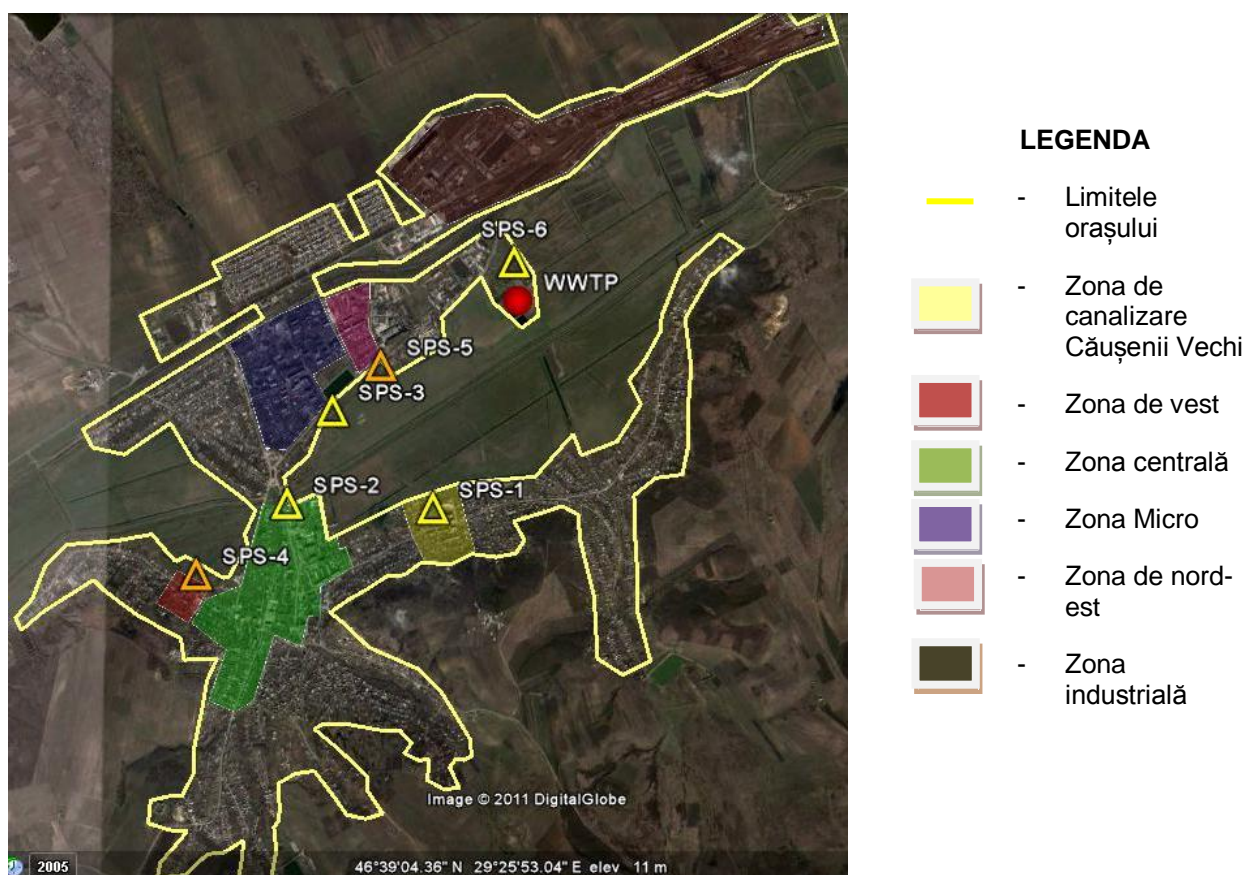 SPS-6
WWTP
SPS-5
SPS-3
SPS-2
SPS-1
SPS-4
Image © 2011 DigitalGlobe
2005
46°39'04.36" N 29°25'53.04" E elev 11 m
LEGENDA
- Limitele
orașului
- Zona de
canalizare
Căușenii Vechi
- Zona de vest
- Zona centrală
- Zona Micro
- Zona de nord-
est
- Zona
industrială